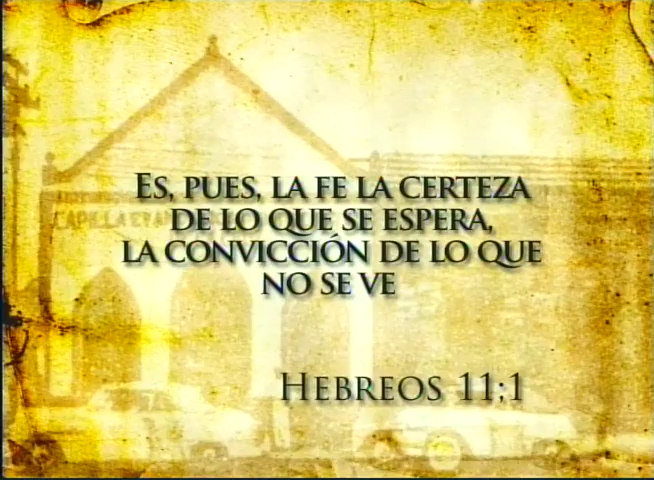 ES, PUES, LA FE LA CERTEZA
DE LO QUE SE ESPERA,
LA CONVICCIÓN DE LO QUE
NO SE VE
HEBREOS 11:1